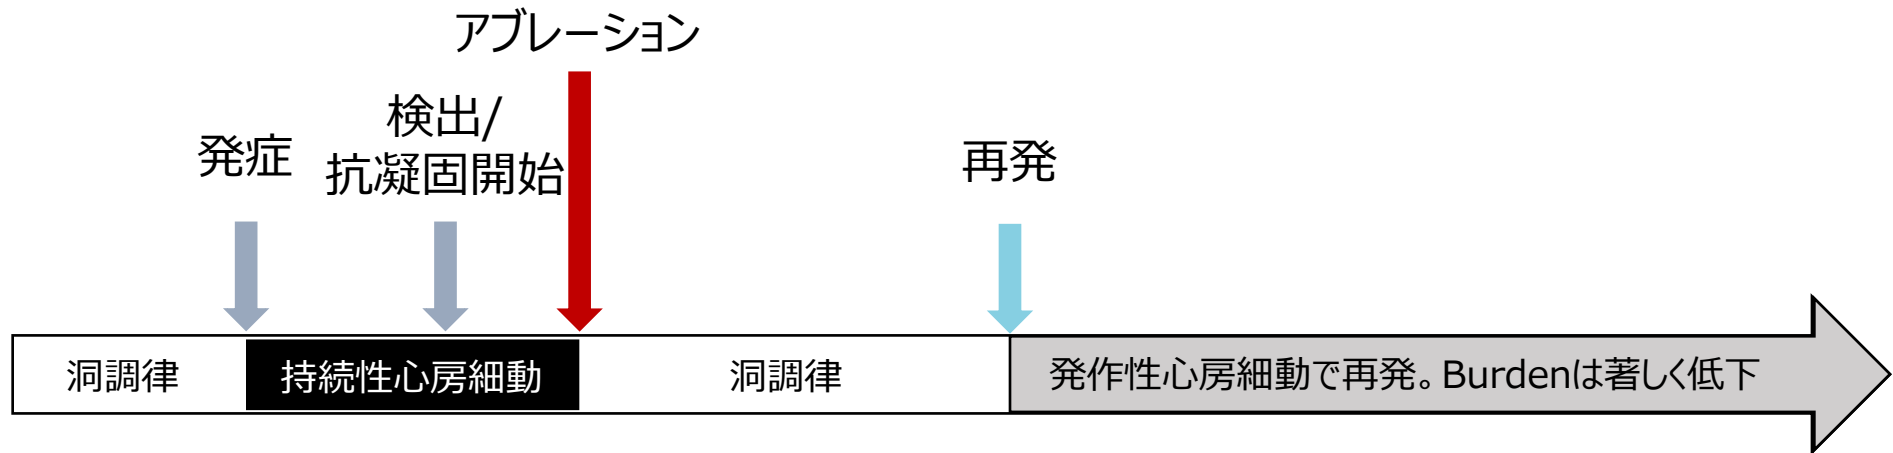 アブレーション
検出/
抗凝固開始
発症
再発
洞調律
持続性心房細動
洞調律
発作性心房細動で再発。Burdenは著しく低下